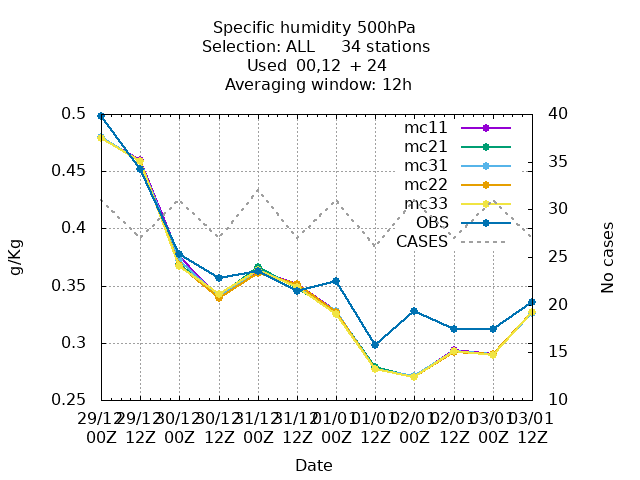 Specific humidity 500hPa
Selection: ALL 34 stations
Used 00,12 + 24
Averaging window: 12h
0.5
0.45
0.4
0.35
0.3
0.25
g/Kg
40
35
30
25
20
15
10
No cases
mc11
mc21
mc31
mc22
mc33
OBS
CASES
29/12 29/12 30/12 30/12 31/12 31/12 01/01 01/01 02/01 02/01 03/01 03/01
00Z 12Z 00Z 12Z 00Z 12Z 00Z 12Z 00Z 12Z 00Z 12Z
Date